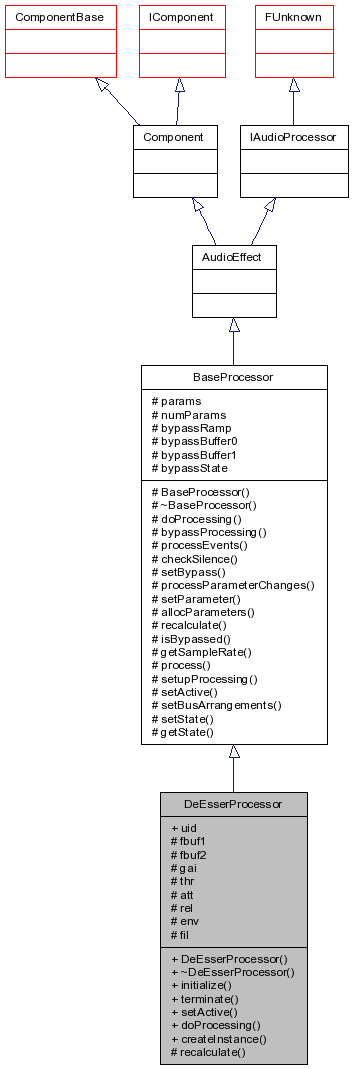 ComponentBase
IComponent
FUnknown
Component
IAudioProcessor
AudioEffect
BaseProcessor
# params
# numParams
# bypassRamp
# bypassBuffer0
# bypassBuffer1
# bypassState
# BaseProcessor()
# ~BaseProcessor()
# doProcessing()
# bypassProcessing()
# processEvents()
# checkSilence()
# setBypass()
# processParameterChanges()
# setParameter()
# allocParameters()
# recalculate()
# isBypassed()
# getSampleRate()
# process()
# setupProcessing()
# setActive()
# setBusArrangements()
# setState()
# getState()
DeEsserProcessor
+ uid
# fbuf1
# fbuf2
# gai
# thr
# att
# rel
# env
# fil
+ DeEsserProcessor()
+ ~DeEsserProcessor()
+ initialize()
+ terminate()
+ setActive()
+ doProcessing()
+ createInstance()
# recalculate()